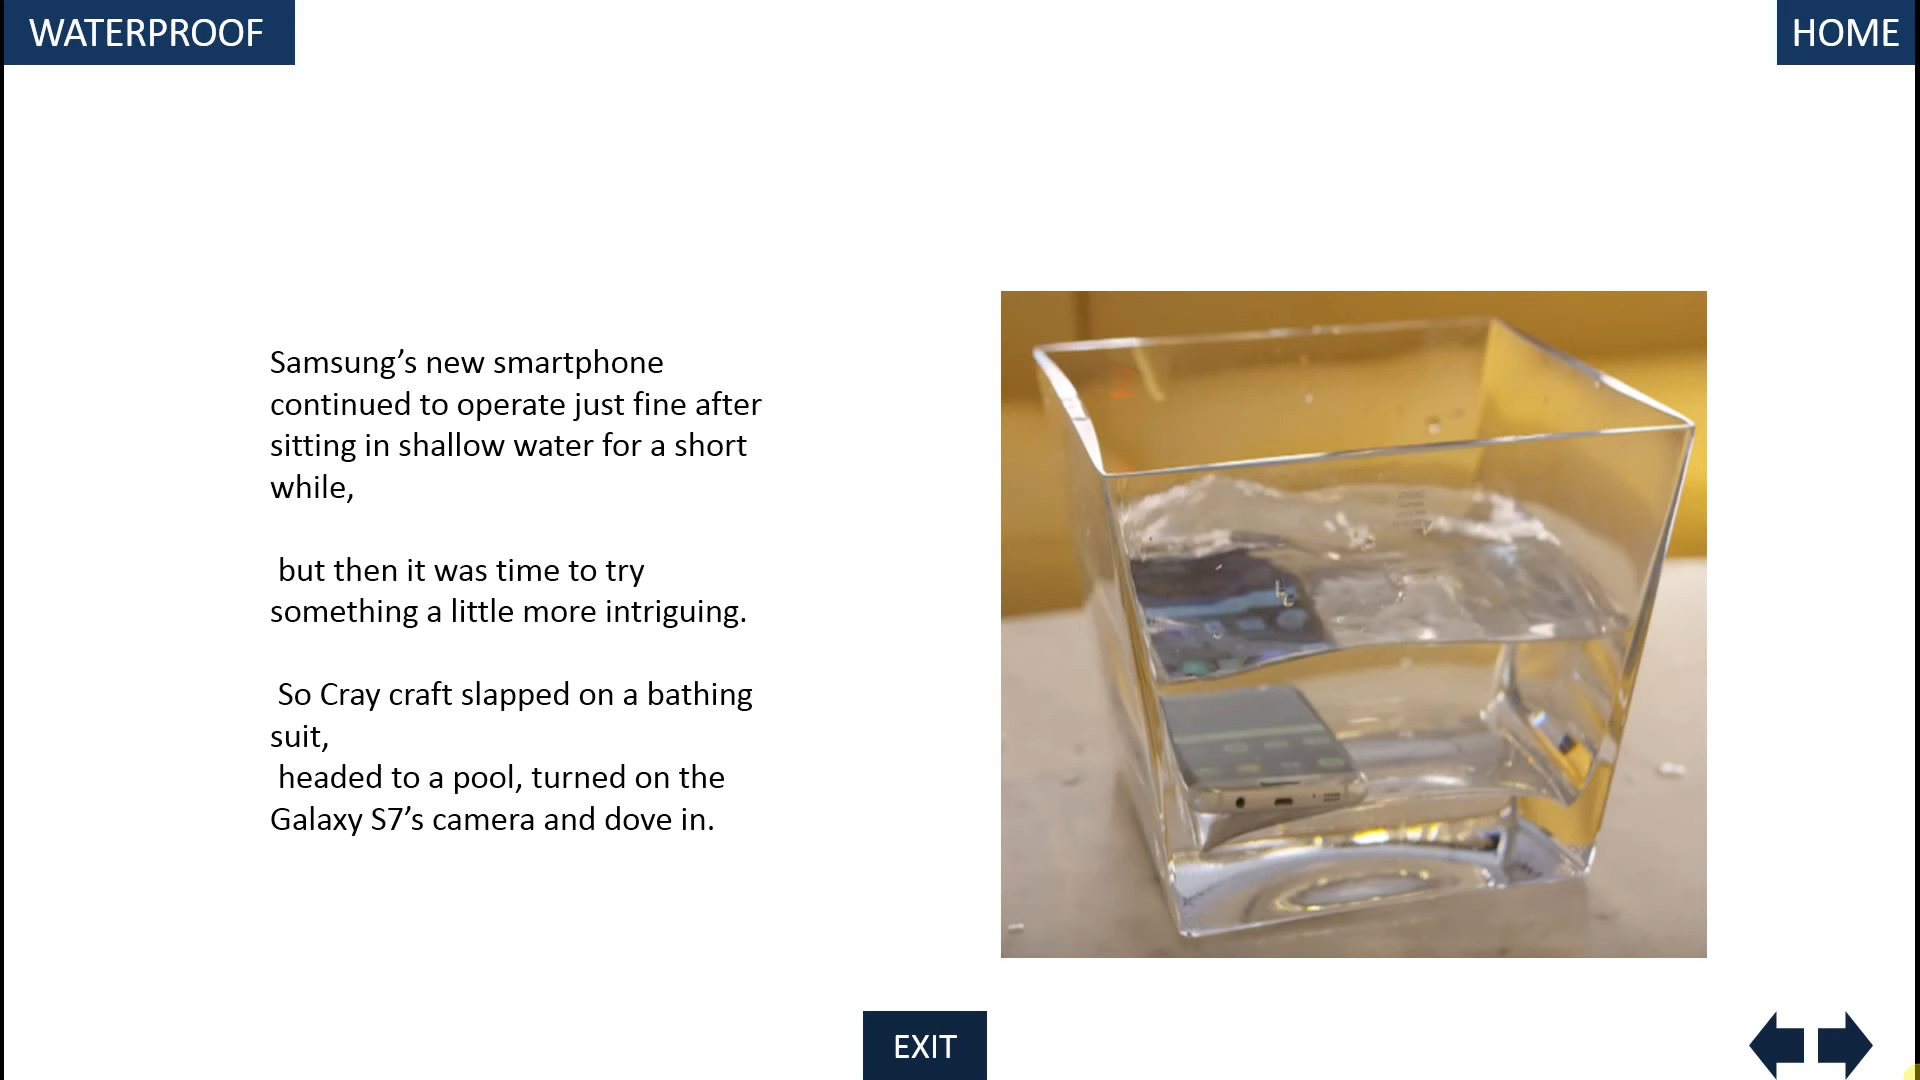 WATERPROOF
HOME
Samsung’s new smartphone
continued to operate just fine after
sitting in shallow water for a short
while,
but then it was time to try
something a little more intriguing.
So Cray craft slapped on a bathing
suit,
headed to a pool, turned on the
Galaxy S7’s camera and dove in.
EXIT